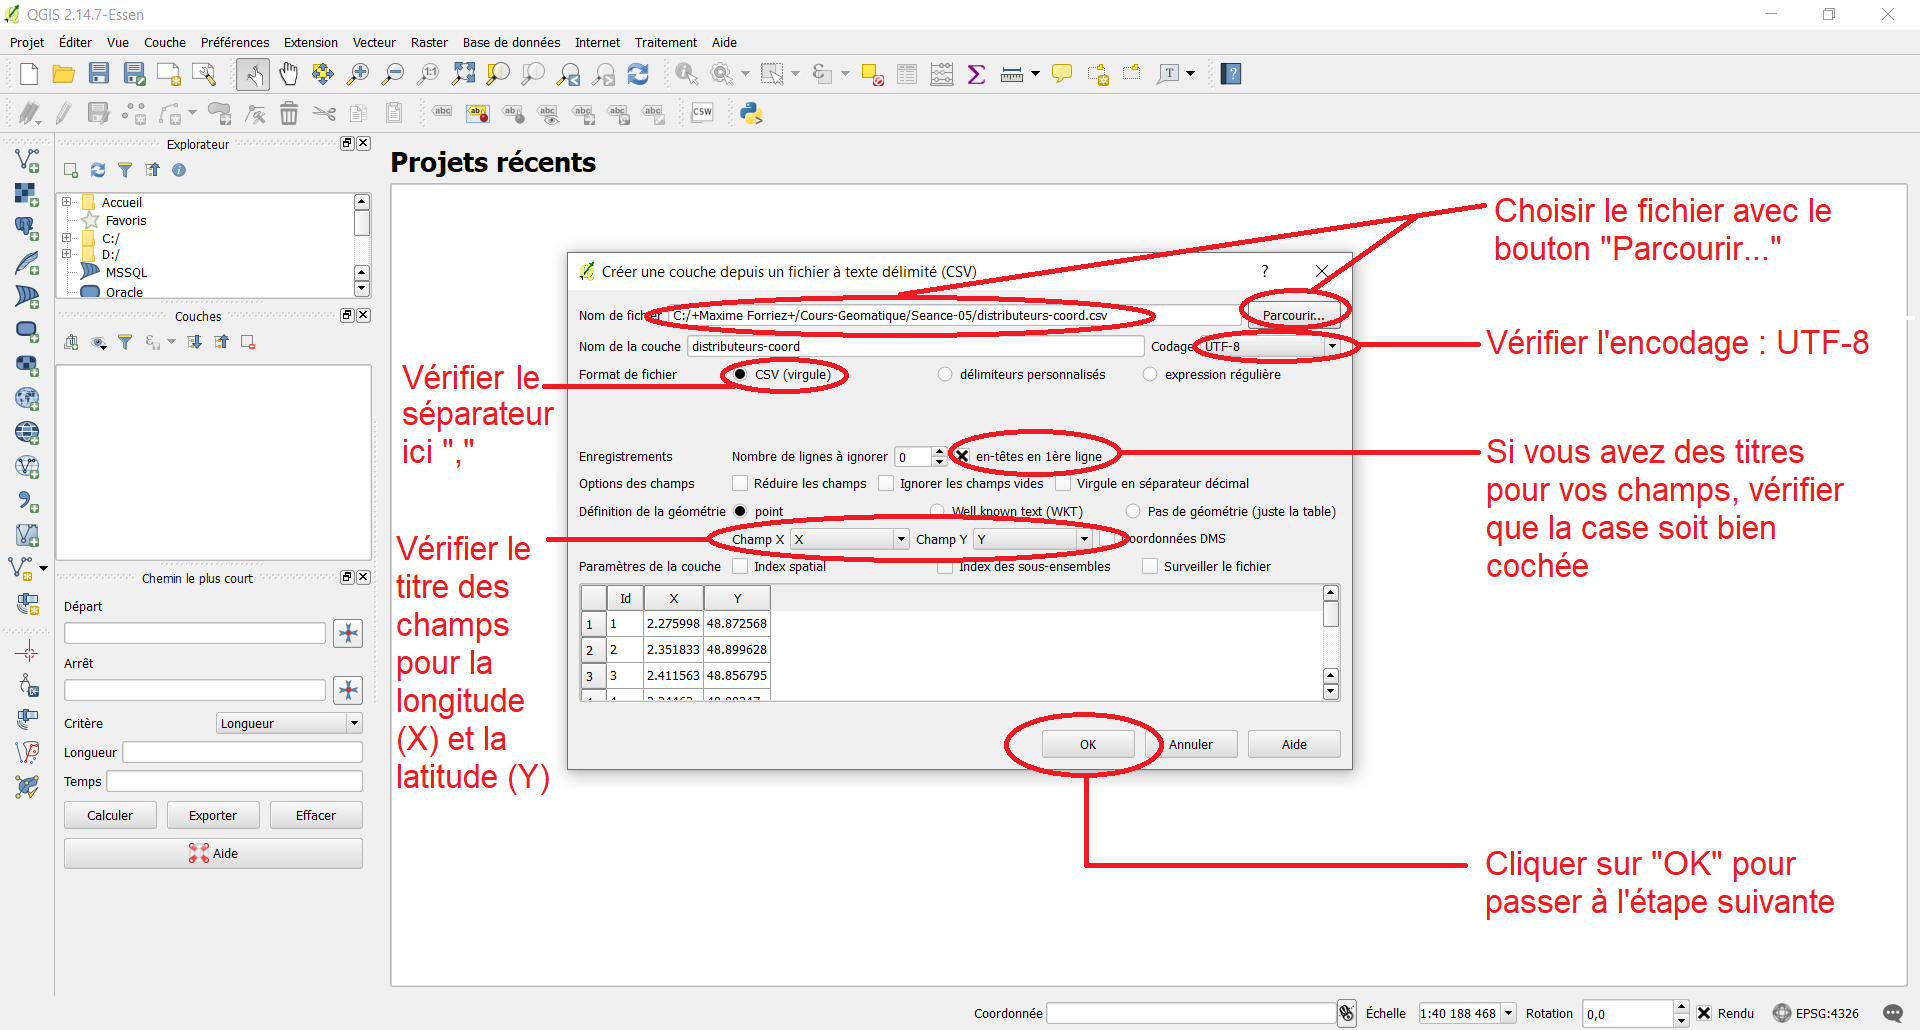 QGIS 2.14.7-Essen
Projet Éditer Vue Couche Préférences Extension Vecteur Raster Base de données Internet Traitement Aide
Explorateur
Accueil
Favoris
C:/
D:/
MSSQL
Oracle
Couches
Chemin le plus court
Départ
Arrêt
Critère Longueur
Longueur
Temps
Calculer Exporter Effacer
Aide
Projets récents
Créer une couche depuis un fichier à texte délimité (CSV)
Nom de fichier C:/+Maxime Forriez+/Cours-Geomatique/Seance-05/distributeurs-coord.csv Parcourir...
Nom de la couche distributeurs-coord Codage UTF-8
Format de fichier CSV (virgule) délimiteurs personnalisés expression régulière
Enregistrements Nombre de lignes à ignorer 0 en-têtes en 1ère ligne
Options des champs Réduire les champs Ignorer les champs vides Virgule en séparateur décimal
Définition de la géométrie point Well known text (WKT) Pas de géométrie (juste la table)
Champ X X Champ Y Y Coordonnées DMS
Paramètres de la couche Index spatial Index des sous-ensembles Surveiller le fichier
Id X Y
1 1 2.275998 48.872568
2 2 2.351833 48.899628
3 3 2.411563 48.856795
OK Annuler Aide
Choisir le fichier avec le
bouton "Parcourir..."
Vérifier l'encodage : UTF-8
Vérifier le
séparateur
ici ","
Si vous avez des titres
pour vos champs, vérifier
que la case soit bien
cochée
Vérifier le
titre des
champs
pour la
longitude
(X) et la
latitude (Y)
Cliquer sur "OK" pour
passer à l'étape suivante
Coordonnée Échelle 1:40 188 468 Rotation 0,0 Rendu EPSG:4326